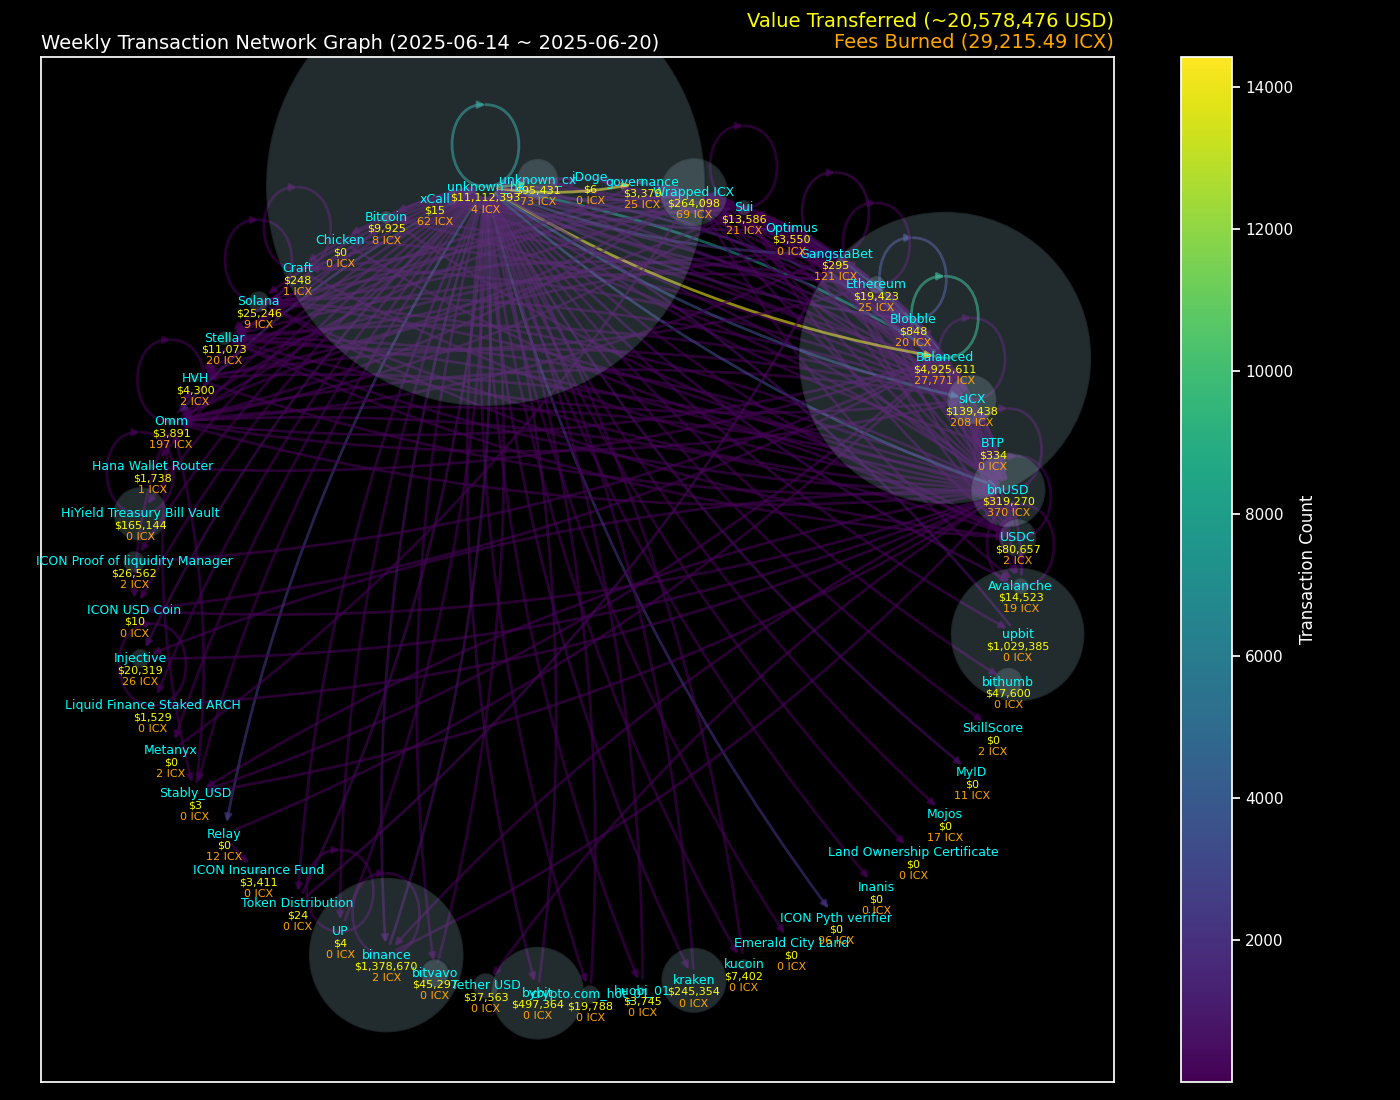 Value Transferred (~20,578,476 USD)
Weekly Transaction Network Graph (2025-06-14 ~ 2025-06-20)
Fees Burned (29,215.49 ICX)
unknown_cx
$95,431
73 ICX
iDoge
$6
0 ICX
governance
25 ICX
Wrapped ICX
$264,098
69 ICX
$11,112,393
4 ICX
xCall
$15
62 ICX
Sui
$13,586
21 ICX
Bitcoin
$9,925
8 ICX
Optimus
$3,550
0 ICX
Chicken
$0
0 ICX
GangstaBet
$295
121 ICX
Craft
$248
1 ICX
Ethereum
$19,423
25 ICX
Solana
$25,246
9 ICX
Blobble
$848
20 ICX
Stellar
$11,073
20 ICX
Balanced
$4,925,611
27,771 ICX
HVH
$4,300
2 ICX
sICX
$139,438
208 ICX
Omm
$3,891
197 ICX
BTP
$334
0 ICX
Hana Wallet Router
$1,738
1 ICX
bnUSD
$319,270
370 ICX
HiYield Treasury Bill Vault
$165,144
0 ICX
USDC
$80,657
2 ICX
ICON Proof of liquidity Manager
$26,562
2 ICX
Avalanche
$14,523
19 ICX
ICON USD Coin
$10
0 ICX
upbit
$1,029,385
0 ICX
Injective
$20,319
26 ICX
bithumb
$47,600
0 ICX
Liquid Finance Staked ARCH
$1,529
0 ICX
SkillScore
$0
2 ICX
Metanyx
$0
2 ICX
MyID
$0
11 ICX
Stably_USD
$3
0 ICX
Mojos
$0
17 ICX
Relay
$0
12 ICX
Land Ownership Certificate
$0
0 ICX
ICON Insurance Fund
$3,411
0 ICX
Inanis
$0
0 ICX
Token Distribution
$24
0 ICX
ICON Pyth verifier
$0
96 ICX
UP
$4
0 ICX
Emerald City Land
$0
0 ICX
binance
$1,378,670
2 ICX
kucoin
$7,402
0 ICX
bitvavo
$45,297
0 ICX
kraken
$245,354
0 ICX
Tether USD
$37,563
0 ICX
$497,364
0 ICX
$19,788
0 ICX
huobi_01
$3,745
0 ICX
14000
12000
10000
8000
6000
4000
2000
Transaction Count